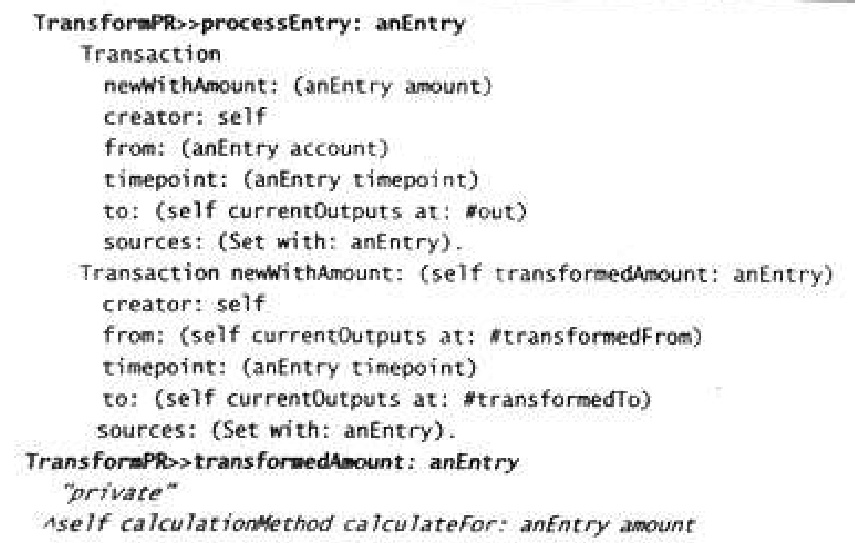 TransformPR>>processEntry: anEntry
Transaction
newWithAmount: (anEntry amount)
creator: self
from: (anEntry account)
timepoint: (anEntry timepoint)
to: (self currentOutputs at: #out)
sources: (Set with: anEntry).
Transaction newWithAmount: (self transformedAmount: anEntry)
creator: self
from: (self currentOutputs at: #transformedFrom)
timepoint: (anEntry timepoint)
to: (self currentOutputs at: #transformedTo)
sources: (Set with: anEntry).
TransformPR>>transformedAmount: anEntry
"private"
^self calculationMethod calculateFor: anEntry amount